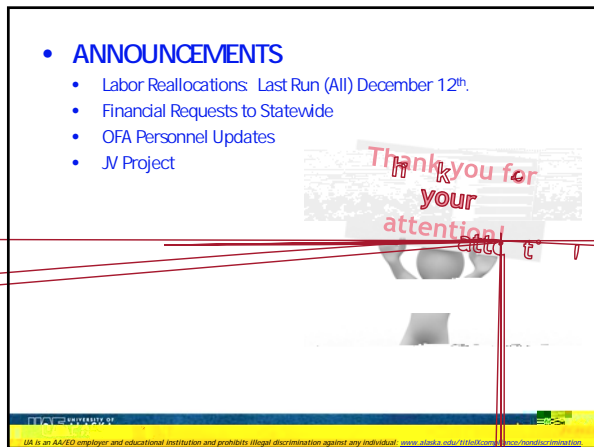 • ANNOUNCEMENTS
• Labor Reallocations: Last Run (All) December 12th.
• Financial Requests to Statewide
• OFA Personnel Updates
• JV Project
Thank you for
your
attention!
UNIVERSITY OF
UA is an AA/EO employer and educational institution and prohibits illegal discrimination against any individual: www.alaska.edu/titleIXcompliance/nondiscrimination.